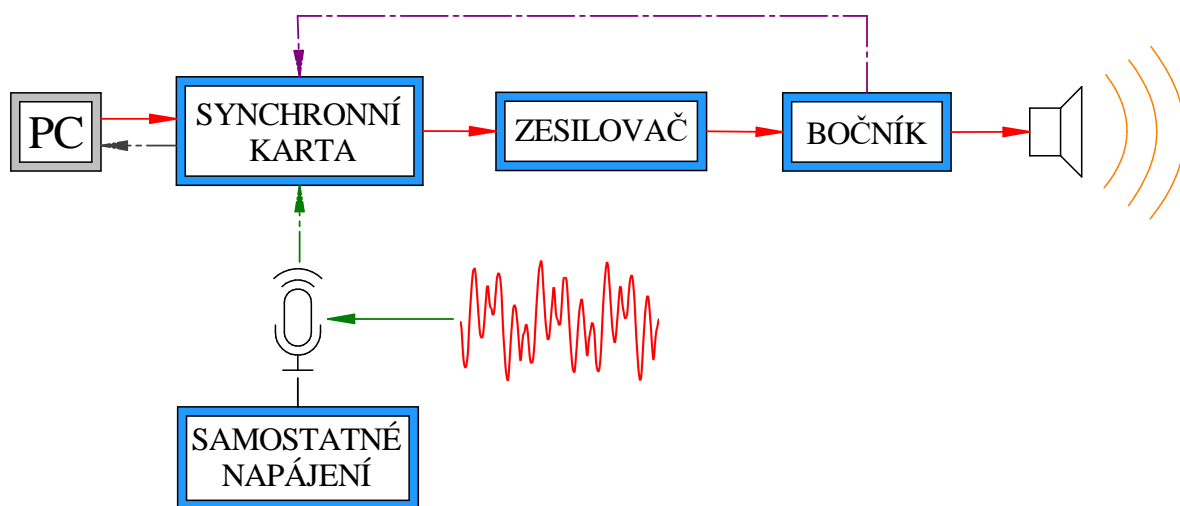 PC
SYNCHRONNÍ
KARTA
ZESILOVAČ
BOČNÍK
SAMOSTATNÉ
NAPÁJENÍ